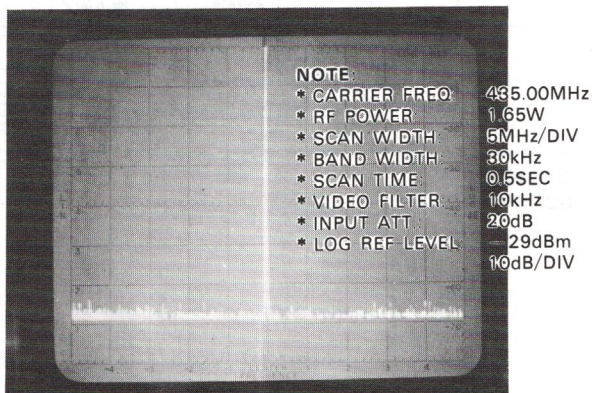 NOTE:
* CARRIER FREQ: 435.00MHz
* RF POWER 1.65W
* SCAN WIDTH: 5MHz/DIV
* BAND WIDTH: 30kHz
* SCAN TIME: 0.5SEC
* VIDEO FILTER: 10kHz
* INPUT ATT.: 20dB
* LOG REF LEVEL: −29dBm
10dB/DIV